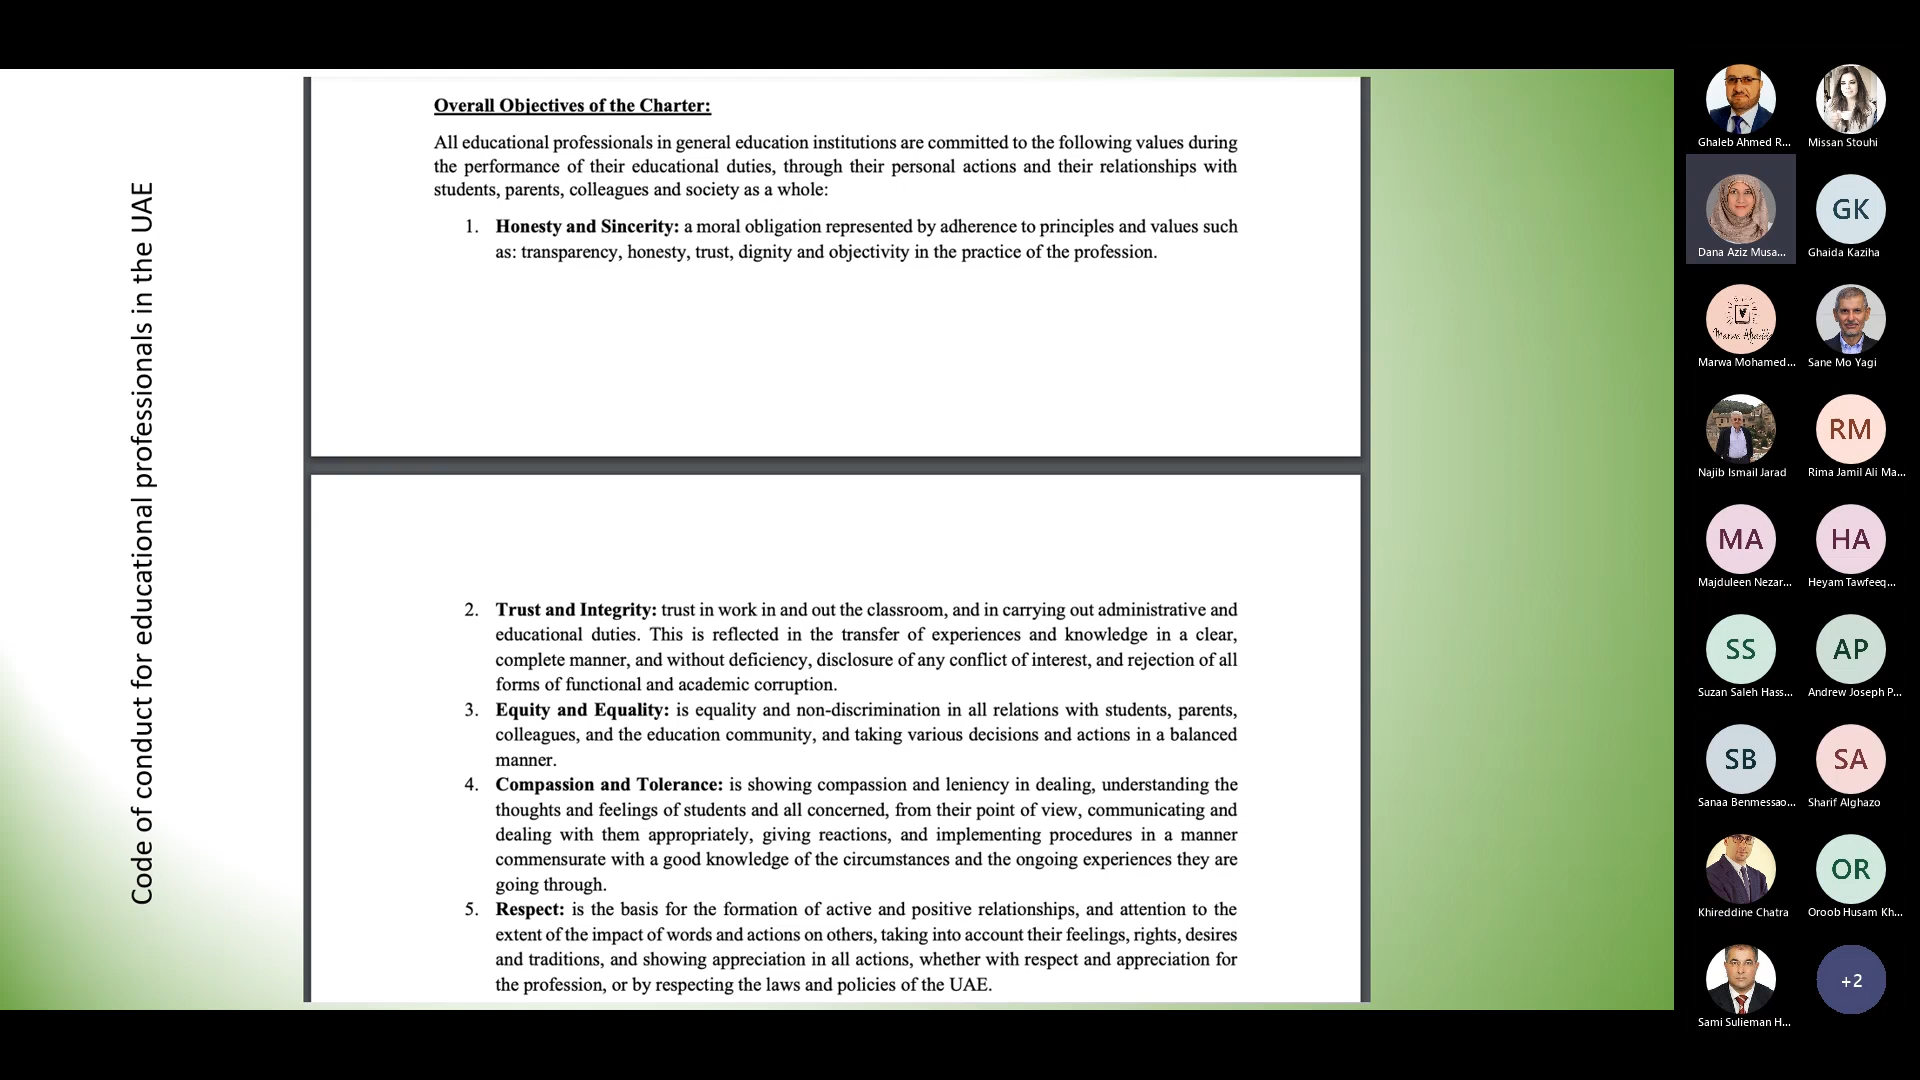 Code of conduct for educational professionals in the UAE
Overall Objectives of the Charter:
All educational professionals in general education institutions are committed to the following values during
the performance of their educational duties, through their personal actions and their relationships with
students, parents, colleagues and society as a whole:
1. Honesty and Sincerity: a moral obligation represented by adherence to principles and values such
as: transparency, honesty, trust, dignity and objectivity in the practice of the profession.
2. Trust and Integrity: trust in work in and out the classroom, and in carrying out administrative and
educational duties. This is reflected in the transfer of experiences and knowledge in a clear,
complete manner, and without deficiency, disclosure of any conflict of interest, and rejection of all
forms of functional and academic corruption.
3. Equity and Equality: is equality and non-discrimination in all relations with students, parents,
colleagues, and the education community, and taking various decisions and actions in a balanced
manner.
4. Compassion and Tolerance: is showing compassion and leniency in dealing, understanding the
thoughts and feelings of students and all concerned, from their point of view, communicating and
dealing with them appropriately, giving reactions, and implementing procedures in a manner
commensurate with a good knowledge of the circumstances and the ongoing experiences they are
going through.
5. Respect: is the basis for the formation of active and positive relationships, and attention to the
extent of the impact of words and actions on others, taking into account their feelings, rights, desires
and traditions, and showing appreciation in all actions, whether with respect and appreciation for
the profession, or by respecting the laws and policies of the UAE.
Ghaleb Ahmed R...
Missan Stouhi
Dana Aziz Musa...
GK
Ghaida Kaziha
Marwa Mohamed...
Sane Mo Yagi
Najib Ismail Jarad
RM
Rima Jamil Ali Ma...
MA
Majduleen Nezar...
HA
Heyam Tawfeeq...
SS
Suzan Saleh Hass...
AP
Andrew Joseph P...
SB
Sanaa Benmessao...
SA
Sharif Alghazo
Khireddine Chatra
OR
Oroob Husam Kh...
Sami Sulieman H...
+2